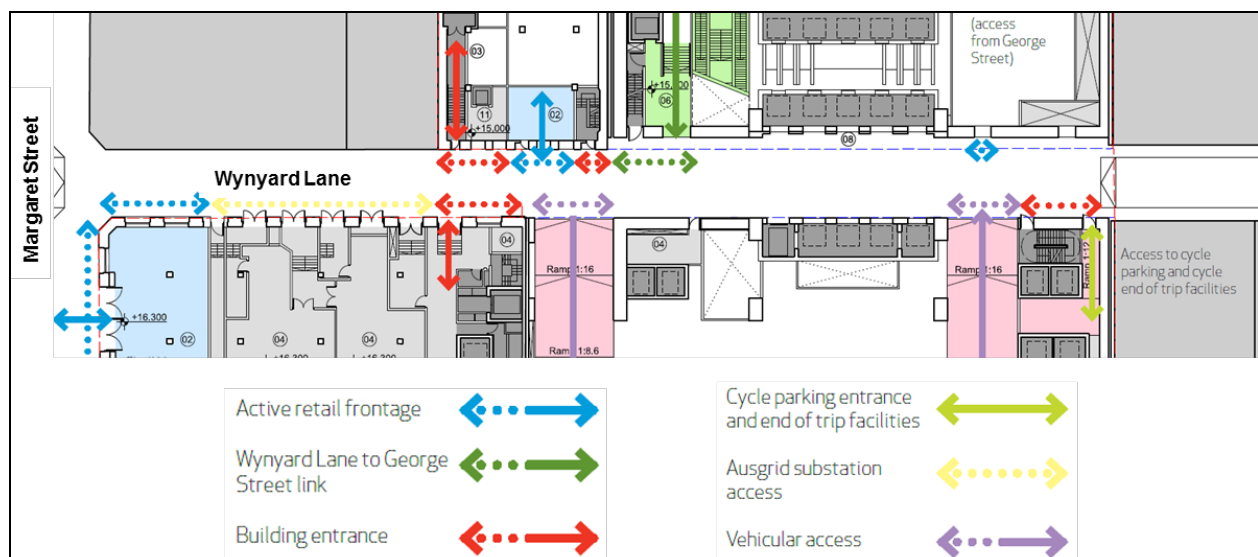 (access
from George
Street)
03
+15.000
06
11
02
+15.000
08
Margaret Street
Wynyard Lane
04
04
Ramp 1:16
Ramp 1:16
Ramp 1:12
Access to cycle
parking and cycle
end of trip facilities
+16.300
02
04
04
+16.300
+16.300
Ramp 1:8.6
Active retail frontage
Wynyard Lane to George
Street link
Building entrance
Cycle parking entrance
and end of trip facilities
Ausgrid substation
access
Vehicular access